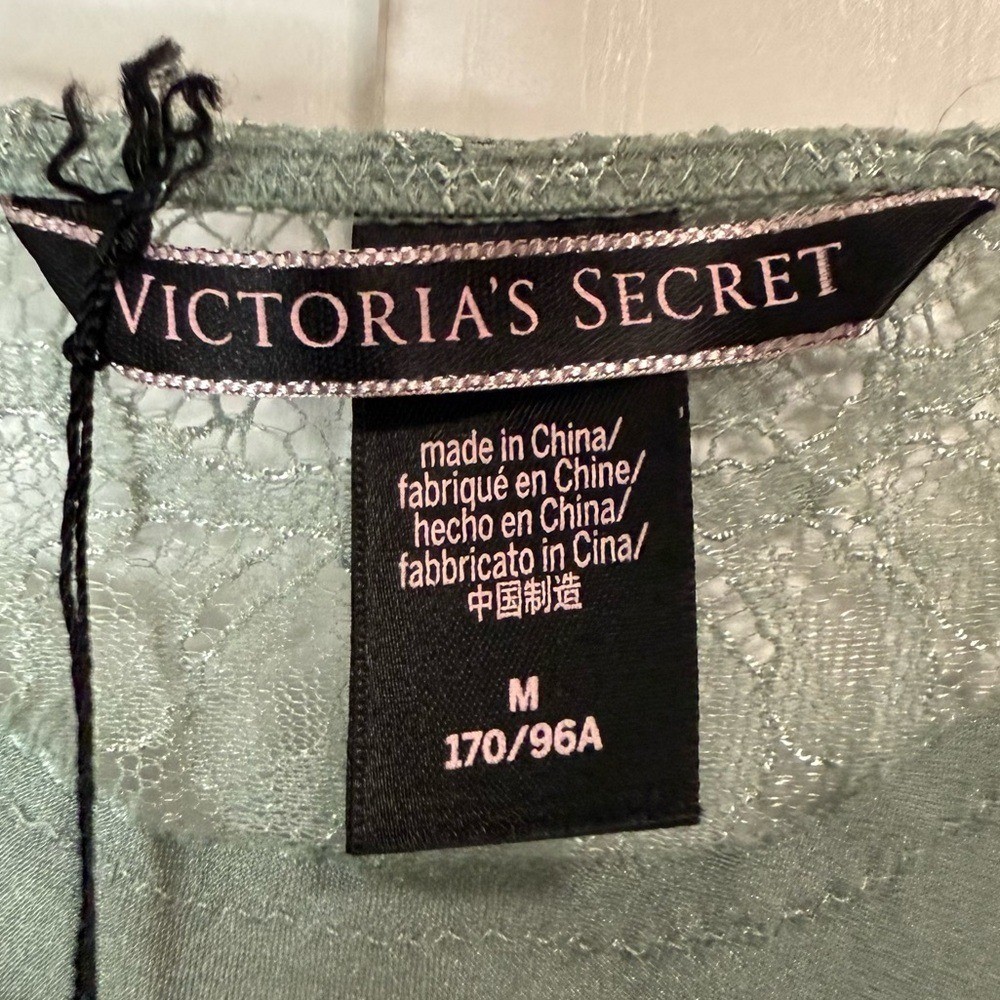 VICTORIA'S SECRET
made in China/
fabriqué en Chine/
hecho en China/
fabbricato in Cina/
中国制造
M
170/96A